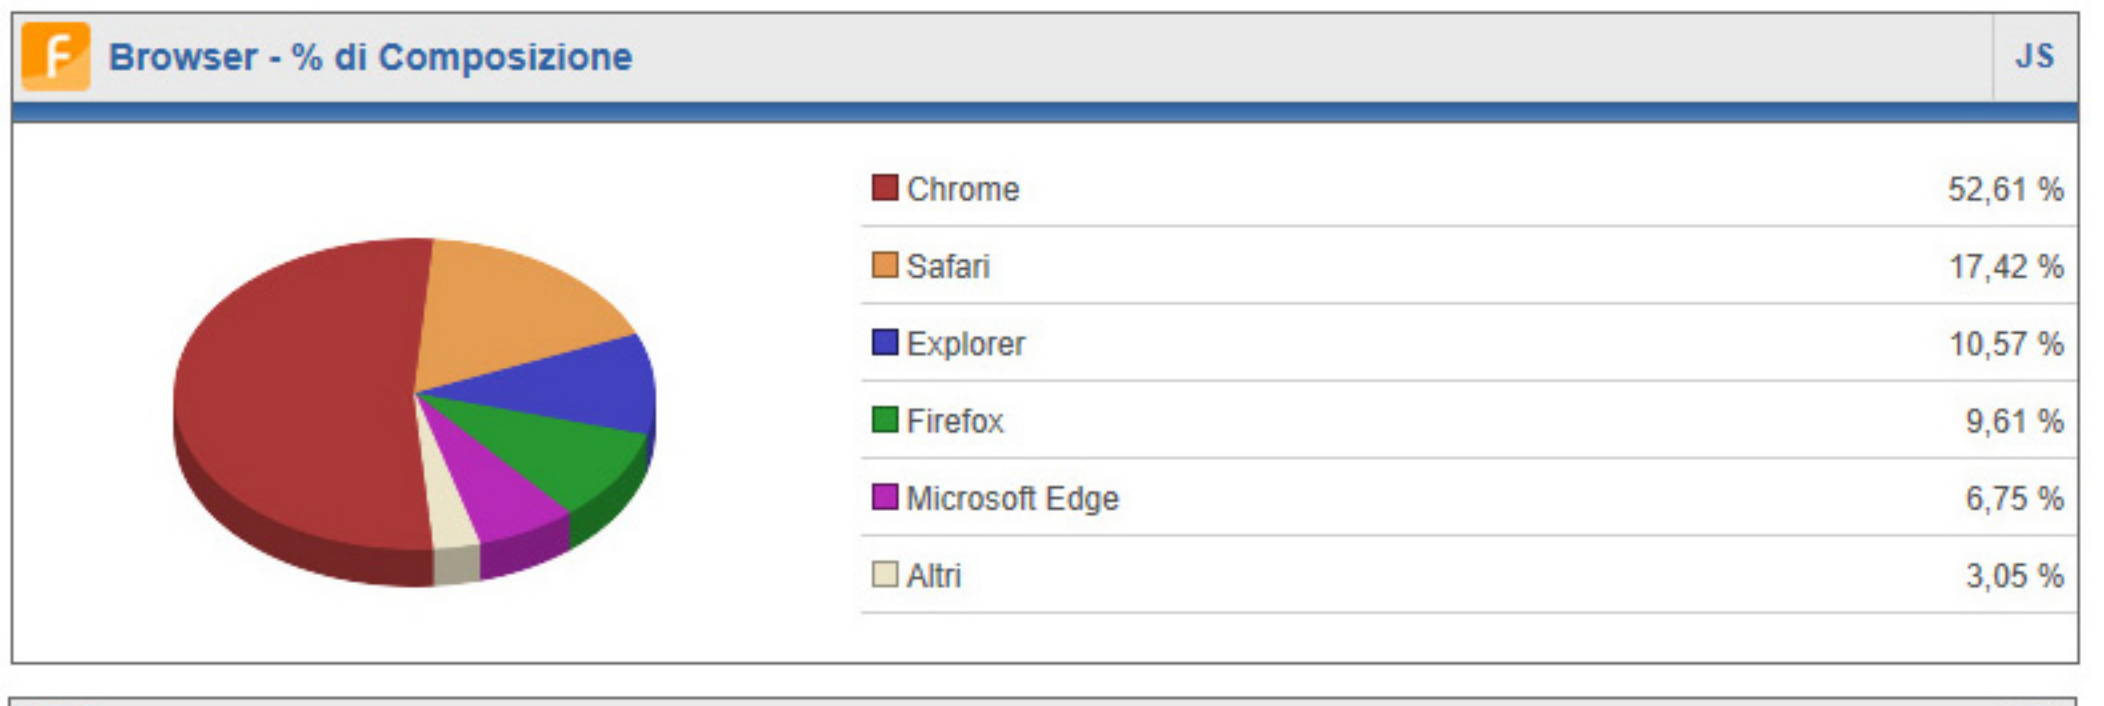 F
Browser - % di Composizione JS
Chrome 52,61 %
Safari 17,42 %
Explorer 10,57 %
Firefox 9,61 %
Microsoft Edge 6,75 %
Altri 3,05 %